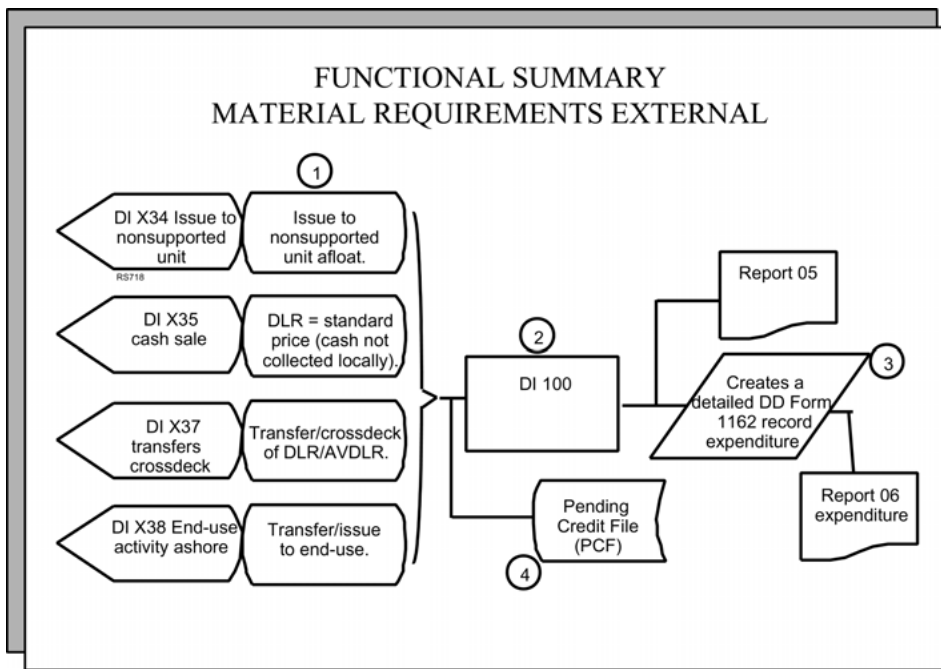 FUNCTIONAL SUMMARY
MATERIAL REQUIREMENTS EXTERNAL
1
DI X34 Issue to
nonsupported
unit
RS718
Issue to
nonsupported
unit afloat.
DI X35
cash sale
DLR = standard
price (cash not
collected locally).
DI X37
transfers
crossdeck
Transfer/crossdeck
of DLR/AVDLR.
DI X38 End-use
activity ashore
Transfer/issue
to end-use.
2
DI 100
Pending
Credit File
(PCF)
4
Report 05
3
Creates a
detailed DD Form
1162 record
expenditure
Report 06
expenditure